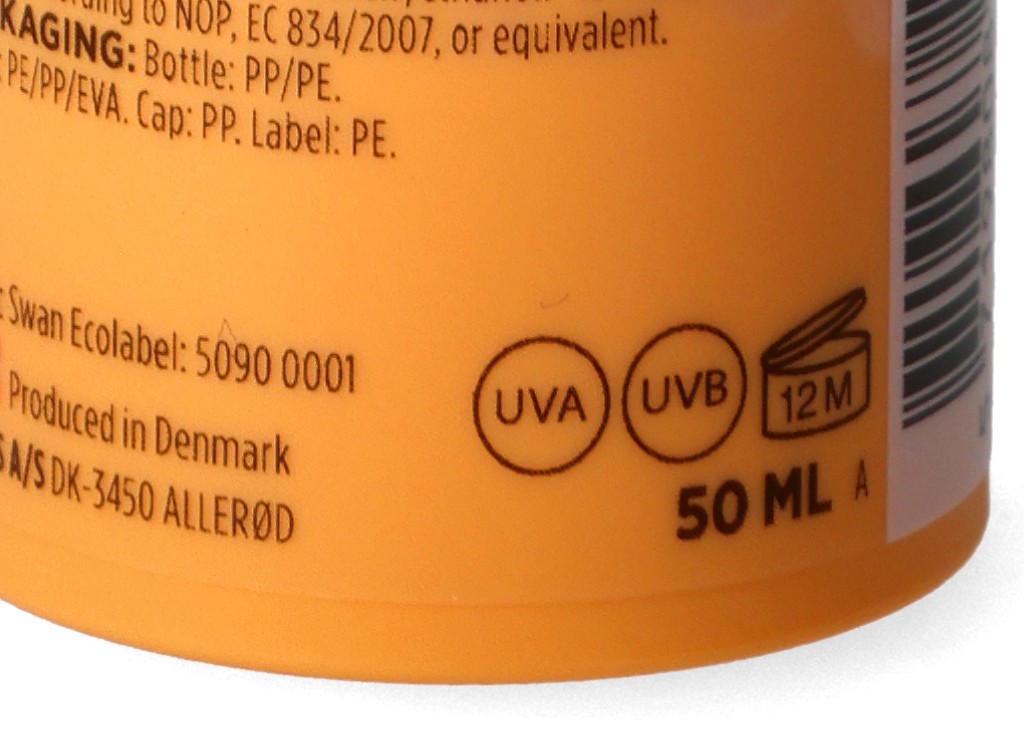 to NOP, EC 834/2007, or equivalent.
KAGING: Bottle: PP/PE.
: PE/PP/EVA. Cap: PP. Label: PE.
: Swan Ecolabel: 5090 0001
Produced in Denmark
A/S DK-3450 ALLERØD
UVA
UVB
12 M
50 ML A